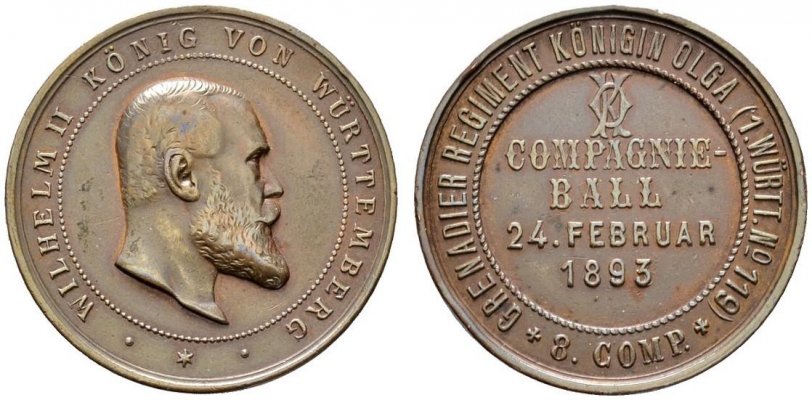 WILHELM II KÖNIG VON WÜRTTEMBERG
GRENADIER REGIMENT KÖNIGIN OLGA (1.WÜRTT.No 119)
COMPAGNIE-
BALL
24. FEBRUAR
1893
* 8. COMP. *